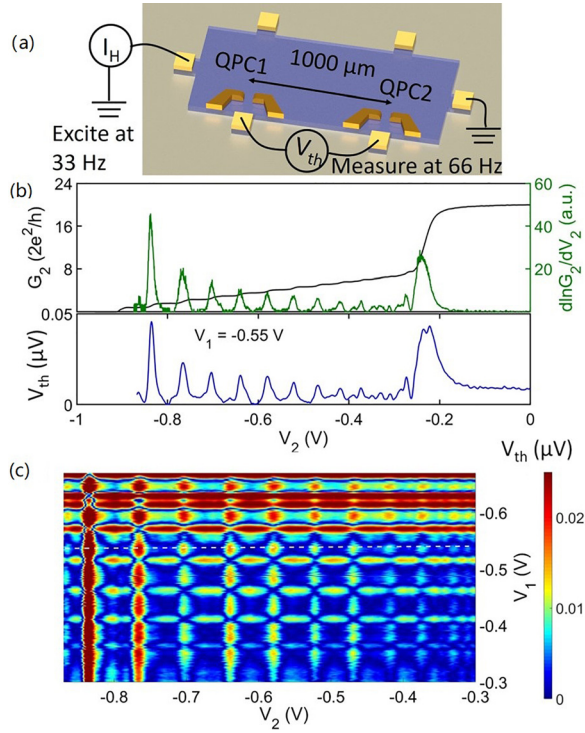 (a)
I_H
1000 μm
QPC1
QPC2
Excite at
33 Hz
V_th
Measure at 66 Hz
(b)
24
16
8
0
G_2 (2e²/h)
60
40
20
0
dlnG_2/dV_2 (a.u.)
0.05
0
V_th (μV)
V_1 = -0.55 V
-1
-0.8
-0.6
-0.4
-0.2
0
V_2 (V)
V_th (μV)
(c)
-0.6
-0.5
-0.4
-0.3
V_1 (V)
0.02
0.01
0
-0.8
-0.7
-0.6
-0.5
-0.4
-0.3
V_2 (V)